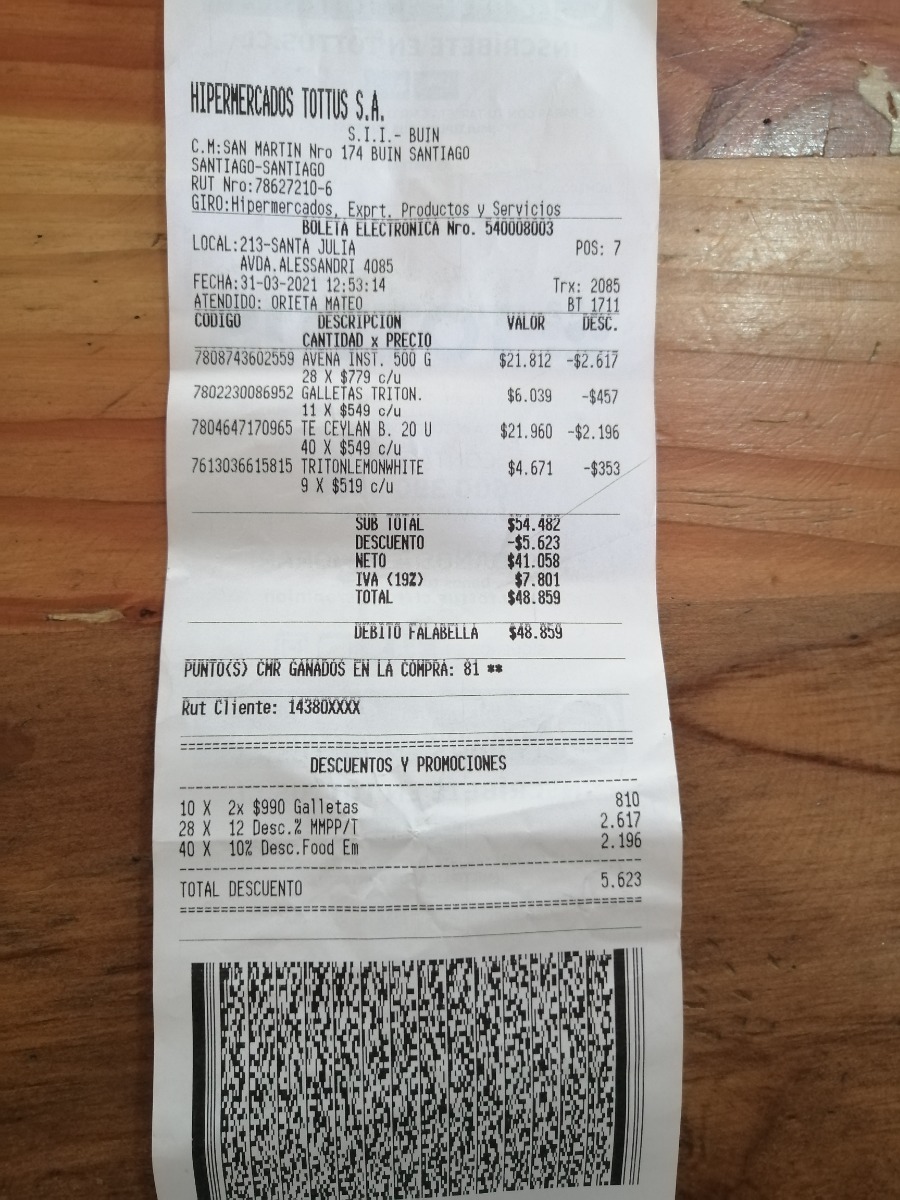 HIPERMERCADOS TOTTUS S.A.
S.I.I.- BUIN
C.M:SAN MARTIN Nro 174 BUIN SANTIAGO
SANTIAGO-SANTIAGO
RUT Nro:78627210-6
GIRO:Hipermercados, Exprt. Productos y Servicios
BOLETA ELECTRONICA Nro. 540008003
LOCAL:213-SANTA JULIA POS: 7
AVDA.ALESSANDRI 4085
FECHA:31-03-2021 12:53:14 Trx: 2085
ATENDIDO: ORIETA MATEO BT 1711
CODIGO DESCRIPCION VALOR DESC.
CANTIDAD x PRECIO
7808743602559 AVENA INST. 500 G $21.812 -$2.617
28 X $779 c/u
7802230086952 GALLETAS TRITON. $6.039 -$457
11 X $549 c/u
7804647170965 TE CEYLAN B. 20 U $21.960 -$2.196
40 X $549 c/u
7613036615815 TRITONLEMONWHITE $4.671 -$353
9 X $519 c/u
SUB TOTAL $54.482
DESCUENTO -$5.623
NETO $41.058
IVA (19%) $7.801
TOTAL $48.859
DEBITO FALABELLA $48.859
PUNTO(S) CMR GANADOS EN LA COMPRA: 81 **
Rut Cliente: 14380XXXX
DESCUENTOS Y PROMOCIONES
10 X 2x $990 Galletas 810
28 X 12 Desc.% MMPP/T 2.617
40 X 10% Desc.Food Em 2.196
TOTAL DESCUENTO 5.623